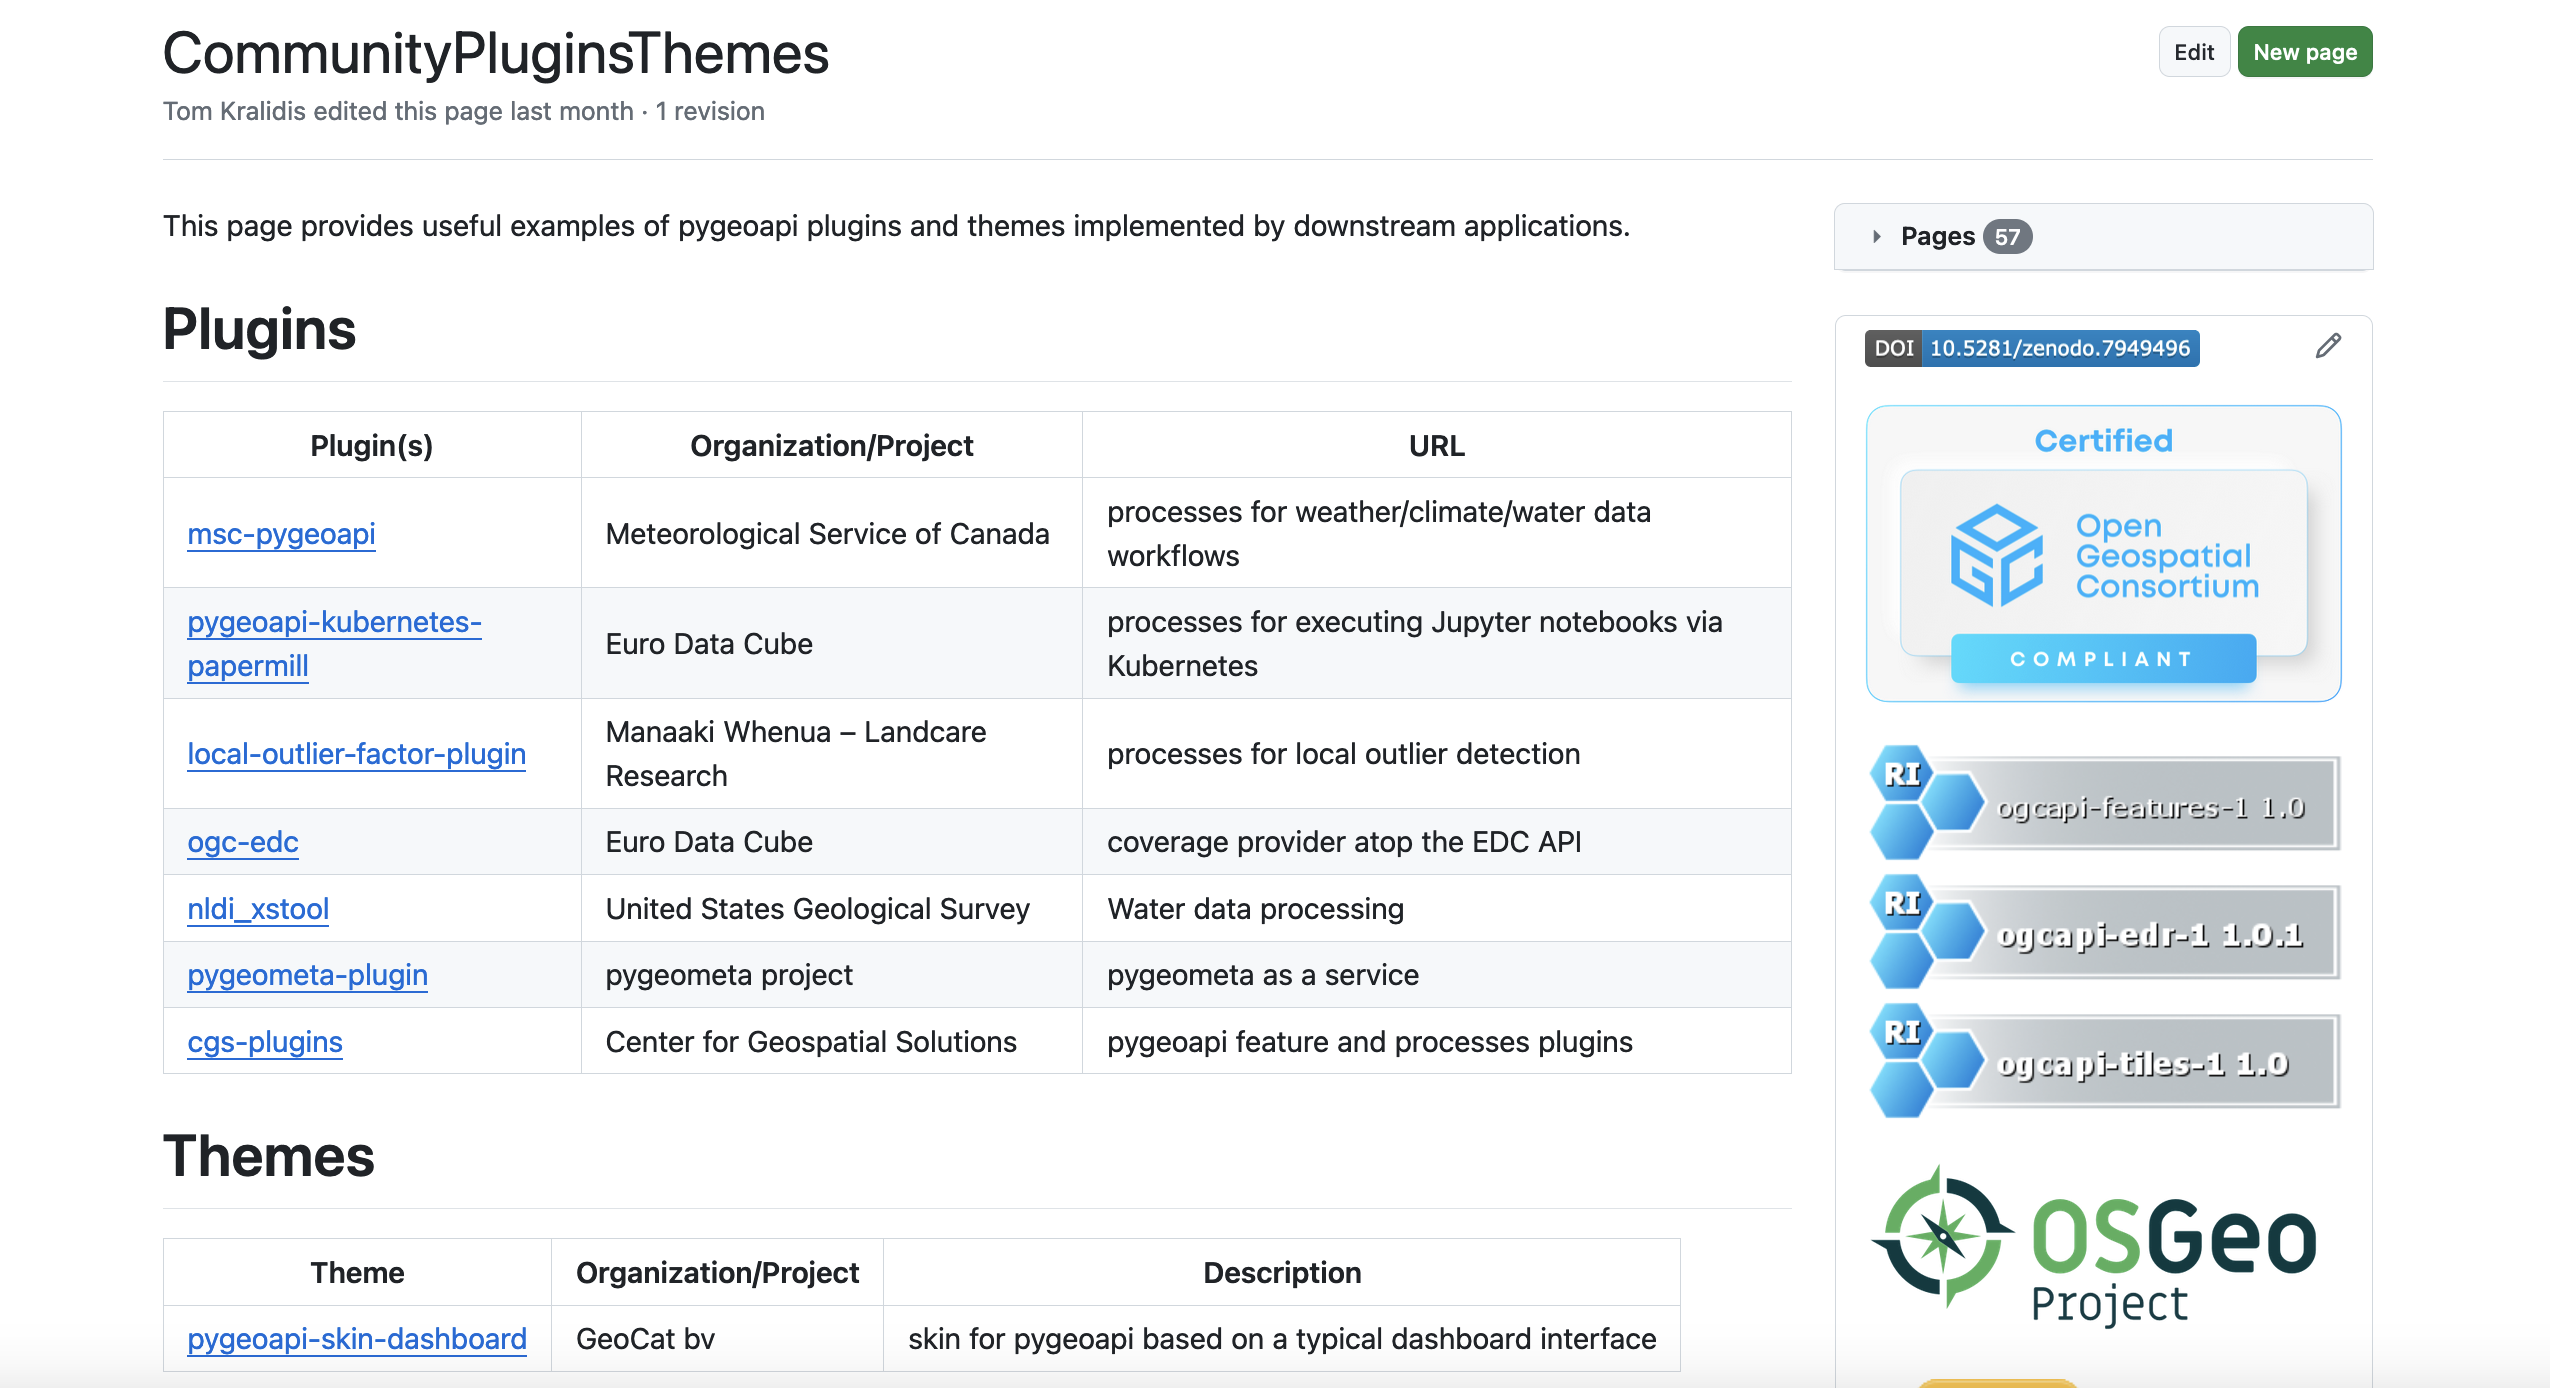 CommunityPluginsThemes
Edit
New page
Tom Kralidis edited this page last month · 1 revision
This page provides useful examples of pygeoapi plugins and themes implemented by downstream applications.
Plugins
Plugin(s) Organization/Project URL
msc-pygeoapi Meteorological Service of Canada processes for weather/climate/water data
workflows
pygeoapi-kubernetes-
papermill
Euro Data Cube
processes for executing Jupyter notebooks via
Kubernetes
local-outlier-factor-plugin
Manaaki Whenua – Landcare
Research
processes for local outlier detection
ogc-edc Euro Data Cube coverage provider atop the EDC API
nldi_xstool United States Geological Survey Water data processing
pygeometa-plugin pygeometa project pygeometa as a service
cgs-plugins Center for Geospatial Solutions pygeoapi feature and processes plugins
Themes
Theme Organization/Project Description
pygeoapi-skin-dashboard GeoCat bv skin for pygeoapi based on a typical dashboard interface
Pages 57
DOI 10.5281/zenodo.7949496
Certified
OGC
Open
Geospatial
Consortium
COMPLIANT
RI
ogcapi-features-1 1.0
RI
ogcapi-edr-1 1.0.1
RI
ogcapi-tiles-1 1.0
OSGeo
Project